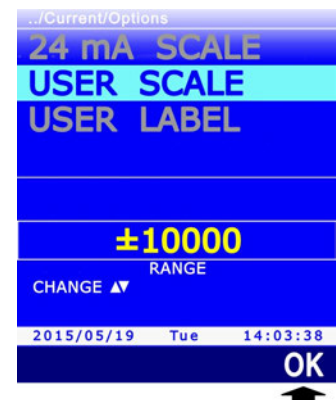 ../Current/Options
24 mA SCALE
USER SCALE
USER LABEL
±10000
RANGE
CHANGE ▲▼
2015/05/19 Tue 14:03:38
OK